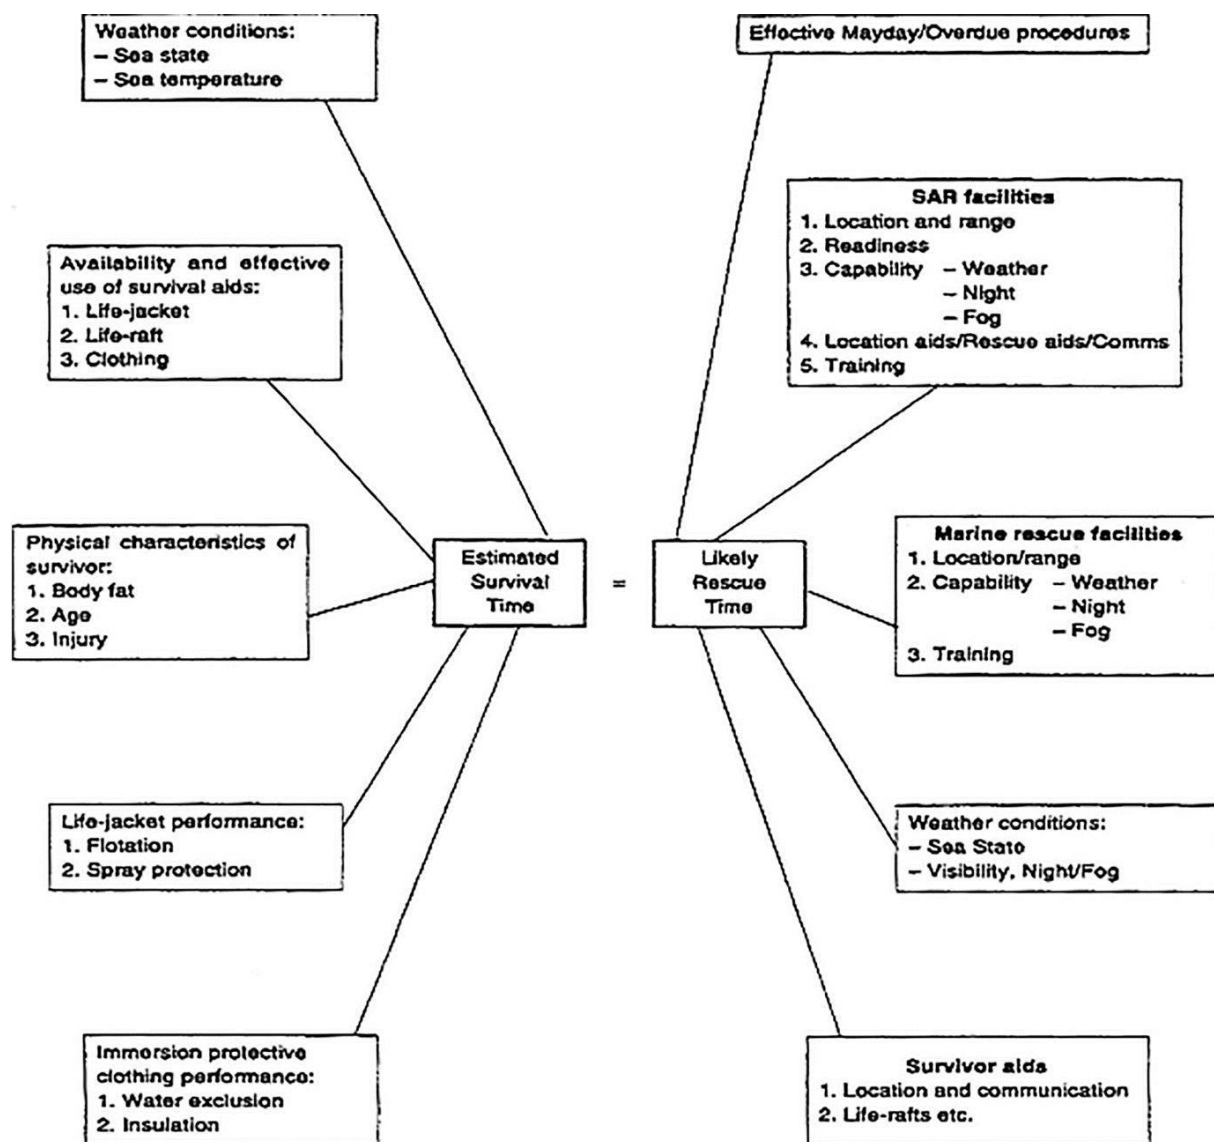 Weather conditions:
– Sea state
– Sea temperature
Effective Mayday/Overdue procedures
SAR facilities
1. Location and range
2. Readiness
3. Capability – Weather
– Night
– Fog
4. Location aids/Rescue aids/Comms
5. Training
Availability and effective
use of survival aids:
1. Life-jacket
2. Life-raft
3. Clothing
Physical characteristics of
survivor:
1. Body fat
2. Age
3. Injury
Estimated
Survival
Time
=
Likely
Rescue
Time
Marine rescue facilities
1. Location/range
2. Capability – Weather
– Night
– Fog
3. Training
Life-jacket performance:
1. Flotation
2. Spray protection
Weather conditions:
– Sea State
– Visibility, Night/Fog
Immersion protective
clothing performance:
1. Water exclusion
2. Insulation
Survivor aids
1. Location and communication
2. Life-rafts etc.